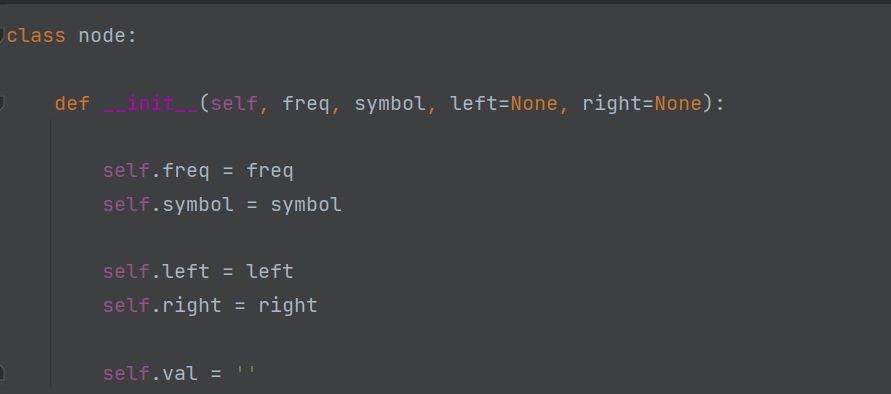 class node:
    def __init__(self, freq, symbol, left=None, right=None):
        self.freq = freq
        self.symbol = symbol
        self.left = left
        self.right = right
        self.val = ''